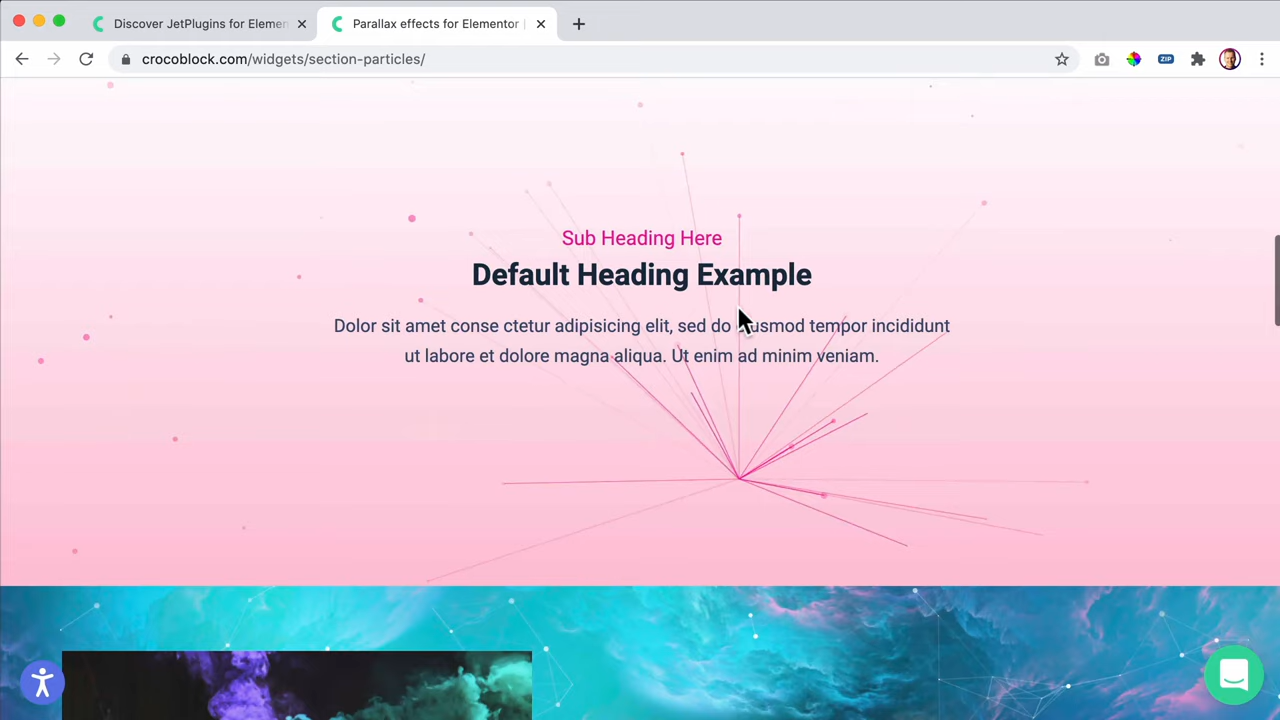 Discover JetPlugins for Elemen
Parallax effects for Elementor |
crocoblock.com/widgets/section-particles/
ZIP
Sub Heading Here
Default Heading Example
Dolor sit amet conse ctetur adipisicing elit, sed do eiusmod tempor incididunt
ut labore et dolore magna aliqua. Ut enim ad minim veniam.